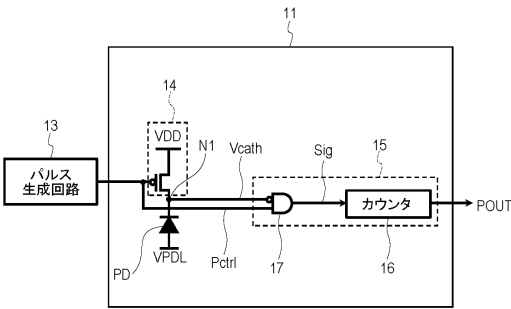 11
14
13
VDD
N1
15
Vcath
Sig
パルス
生成回路
カウンタ
POUT
Pctrl
17
16
PD
VPDL